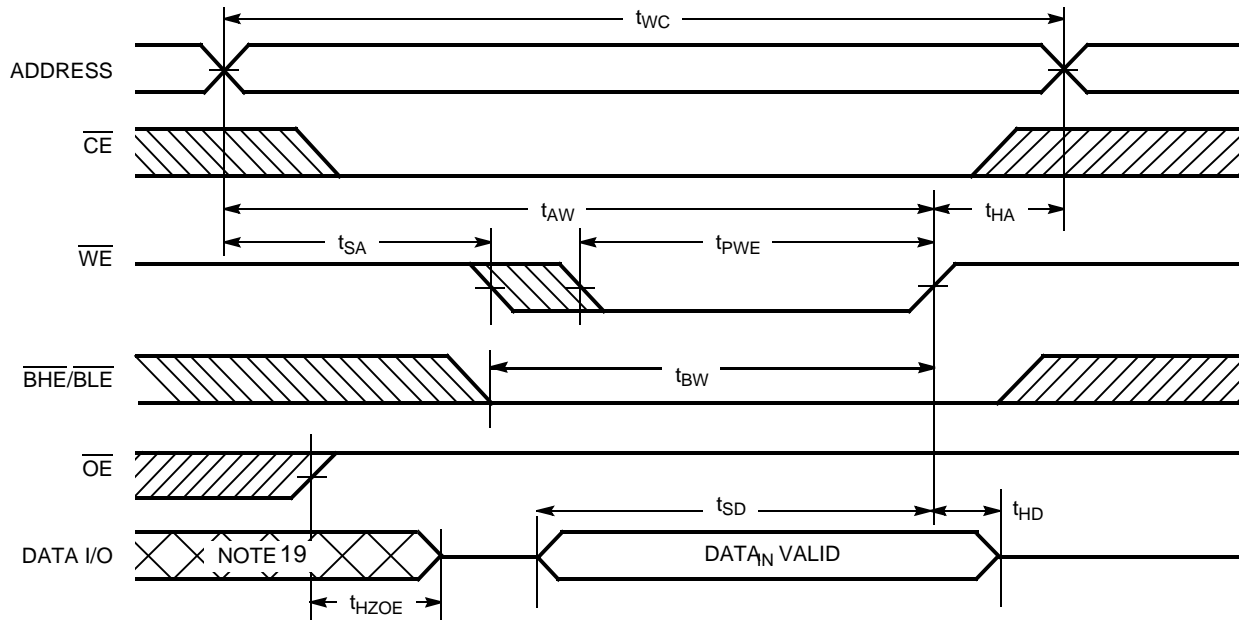 tWC
ADDRESS
CE
tAW
tHA
tSA
tPWE
WE
BHE/BLE
tBW
OE
tSD
tHD
DATA I/O
NOTE 19
DATAIN VALID
tHZOE